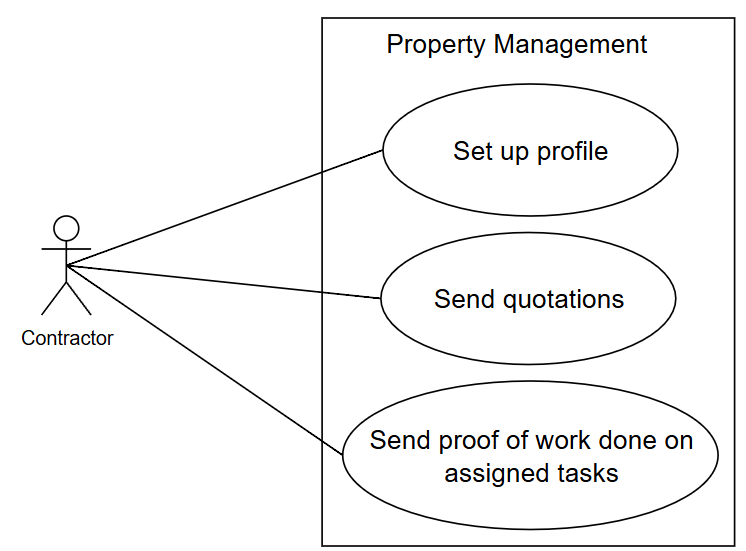 Property Management
Set up profile
Send quotations
Contractor
Send proof of work done on
assigned tasks